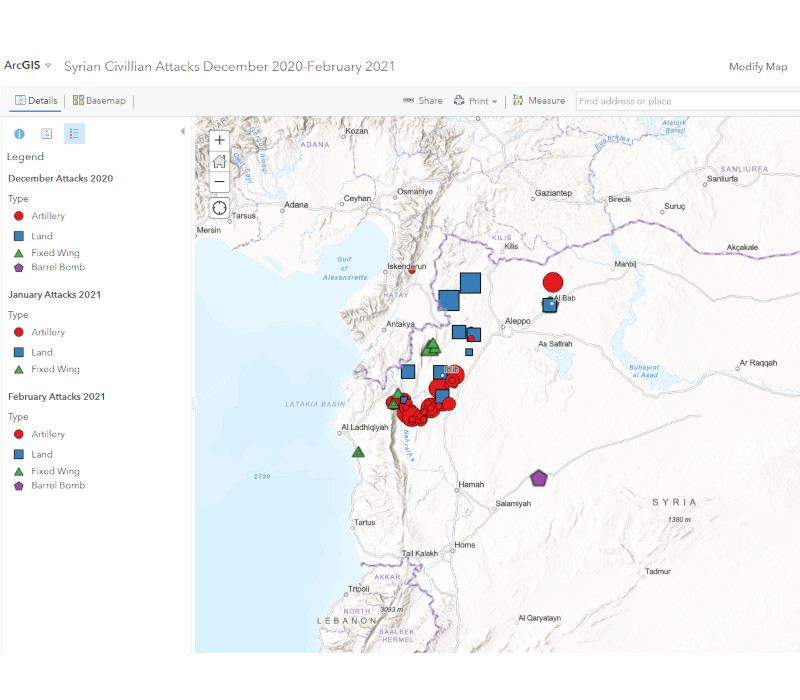 ArcGIS
Syrian Civillian Attacks December 2020-February 2021
Modify Map
Details
Basemap
Share
Print
Measure
Find address or place
Legend
December Attacks 2020
Type
Artillery
Land
Fixed Wing
Barrel Bomb
January Attacks 2021
Type
Artillery
Land
Fixed Wing
February Attacks 2021
Type
Artillery
Land
Fixed Wing
Barrel Bomb
Kozan
ADANA
Atatürk
Baraji
Euphrates
SANLIURFA
Sanliurfa
Osmaniye
Gaziantep
Birecik
Suruç
Ceyhan
Adana
Tarsus
Mersin
KILIS
Kilis
Akçakale
Gulf
of
Alexandretta
Iskenderun
Manbij
HATAY
Al Bab
Antakya
Aleppo
As Safirah
Buhayrat
al Asad
Ar Raqqah
Idlib
LATAKIA BASIN
Al Ladhiqiyah
2730
Hamah
Salamiyah
SYRIA
1380 m
Tartus
Homs
Tall Kalakh
Tadmur
AKKAR
Tripoli
NORTH
3093 m
LEBANON
BAALBEK
HERMEL
Al Qaryatayn